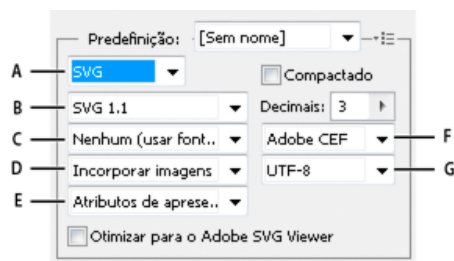 Predefinição: [Sem nome]
A SVG Compactado
B SVG 1.1 Decimais: 3
C Nenhum (usar font.. Adobe CEF F
D Incorporar imagens UTF-8 G
E Atributos de aprese..
Otimizar para o Adobe SVG Viewer